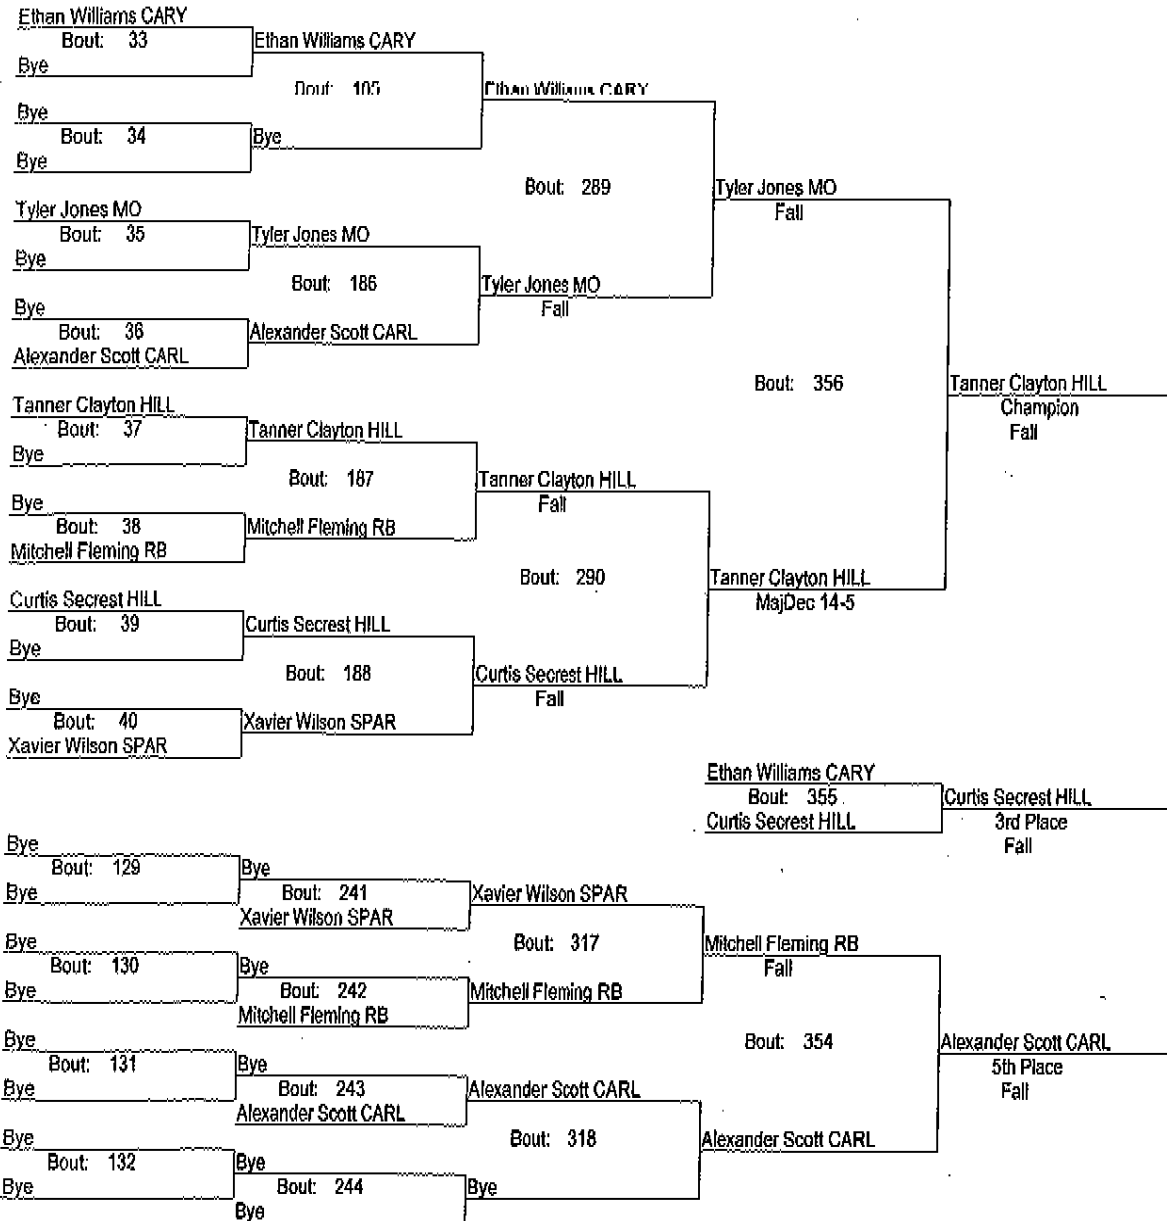 Ethan Williams CARY
Bout: 33
Bye
Ethan Williams CARY
Bout: 105
Bye
Bout: 34
Bye
Bye
Ethan Williams CARY
Bout: 289
Tyler Jones MO
Bout: 35
Bye
Tyler Jones MO
Bout: 186
Bye
Bout: 36
Alexander Scott CARL
Alexander Scott CARL
Tyler Jones MO
Fall
Tyler Jones MO
Fall
Bout: 356
Tanner Clayton HILL
Bout: 37
Bye
Tanner Clayton HILL
Bout: 187
Bye
Bout: 38
Mitchell Fleming RB
Mitchell Fleming RB
Tanner Clayton HILL
Fall
Bout: 290
Curtis Secrest HILL
Bout: 39
Bye
Curtis Secrest HILL
Bout: 188
Bye
Bout: 40
Xavier Wilson SPAR
Xavier Wilson SPAR
Curtis Secrest HILL
Fall
Tanner Clayton HILL
MajDec 14-5
Tanner Clayton HILL
Champion
Fall
Ethan Williams CARY
Bout: 355
Curtis Secrest HILL
Curtis Secrest HILL
3rd Place
Fall
Bye
Bout: 129
Bye
Bye
Bout: 241
Xavier Wilson SPAR
Xavier Wilson SPAR
Bout: 317
Bye
Bout: 130
Bye
Bye
Bout: 242
Mitchell Fleming RB
Mitchell Fleming RB
Mitchell Fleming RB
Fall
Bout: 354
Bye
Bout: 131
Bye
Bye
Bout: 243
Alexander Scott CARL
Alexander Scott CARL
Bout: 318
Bye
Bout: 132
Bye
Bye
Bout: 244
Bye
Bye
Alexander Scott CARL
Alexander Scott CARL
5th Place
Fall